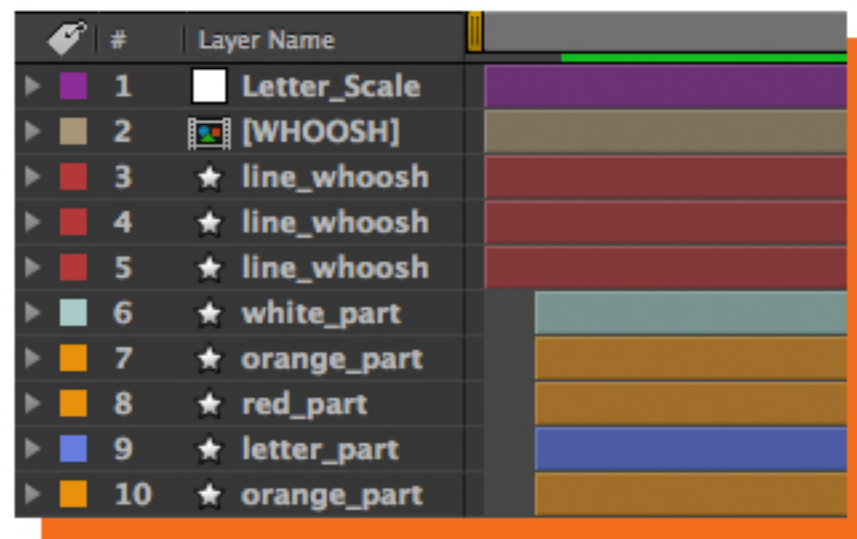 # Layer Name
1 Letter_Scale
2 [WHOOSH]
3 line_whoosh
4 line_whoosh
5 line_whoosh
6 white_part
7 orange_part
8 red_part
9 letter_part
10 orange_part